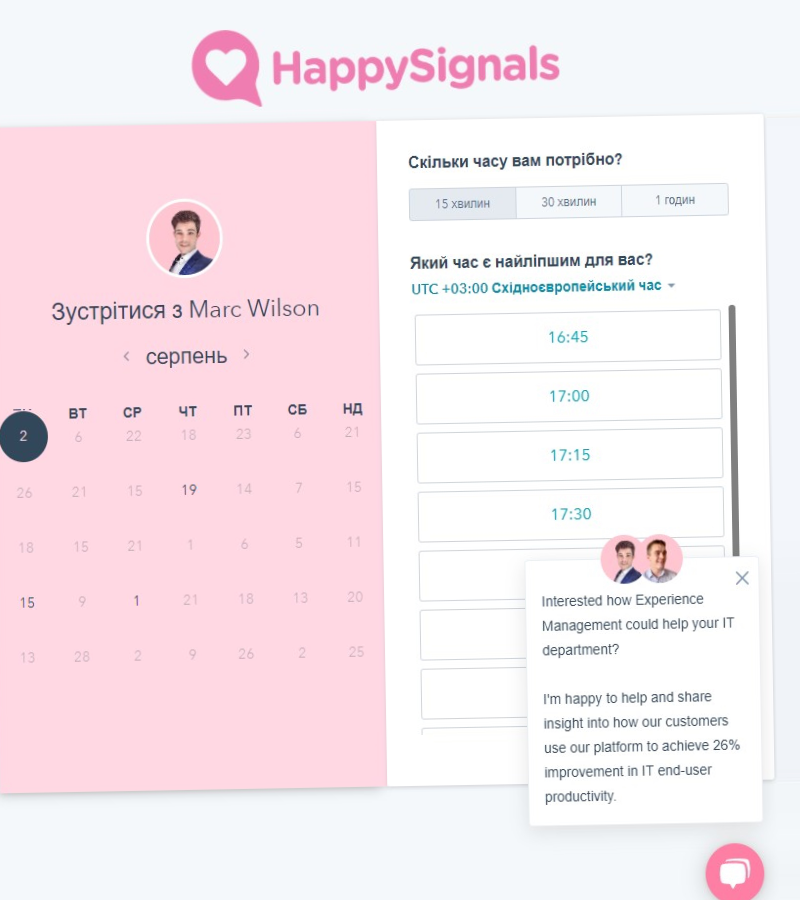 HappySignals
Зустрітися з Marc Wilson
серпень
ВТ СР ЧТ ПТ СБ НД
2 6 22 18 23 6 21
26 21 15 19 14 7 15
18 15 21 1 6 5 11
15 9 1 21 18 13 20
13 28 2 9 26 2 25
Скільки часу вам потрібно?
15 хвилин 30 хвилин 1 годин
Який час є найліпшим для вас?
UTC +03:00 Східноєвропейський час
16:45
17:00
17:15
17:30
Interested how Experience
Management could help your IT
department?
I'm happy to help and share
insight into how our customers
use our platform to achieve 26%
improvement in IT end-user
productivity.